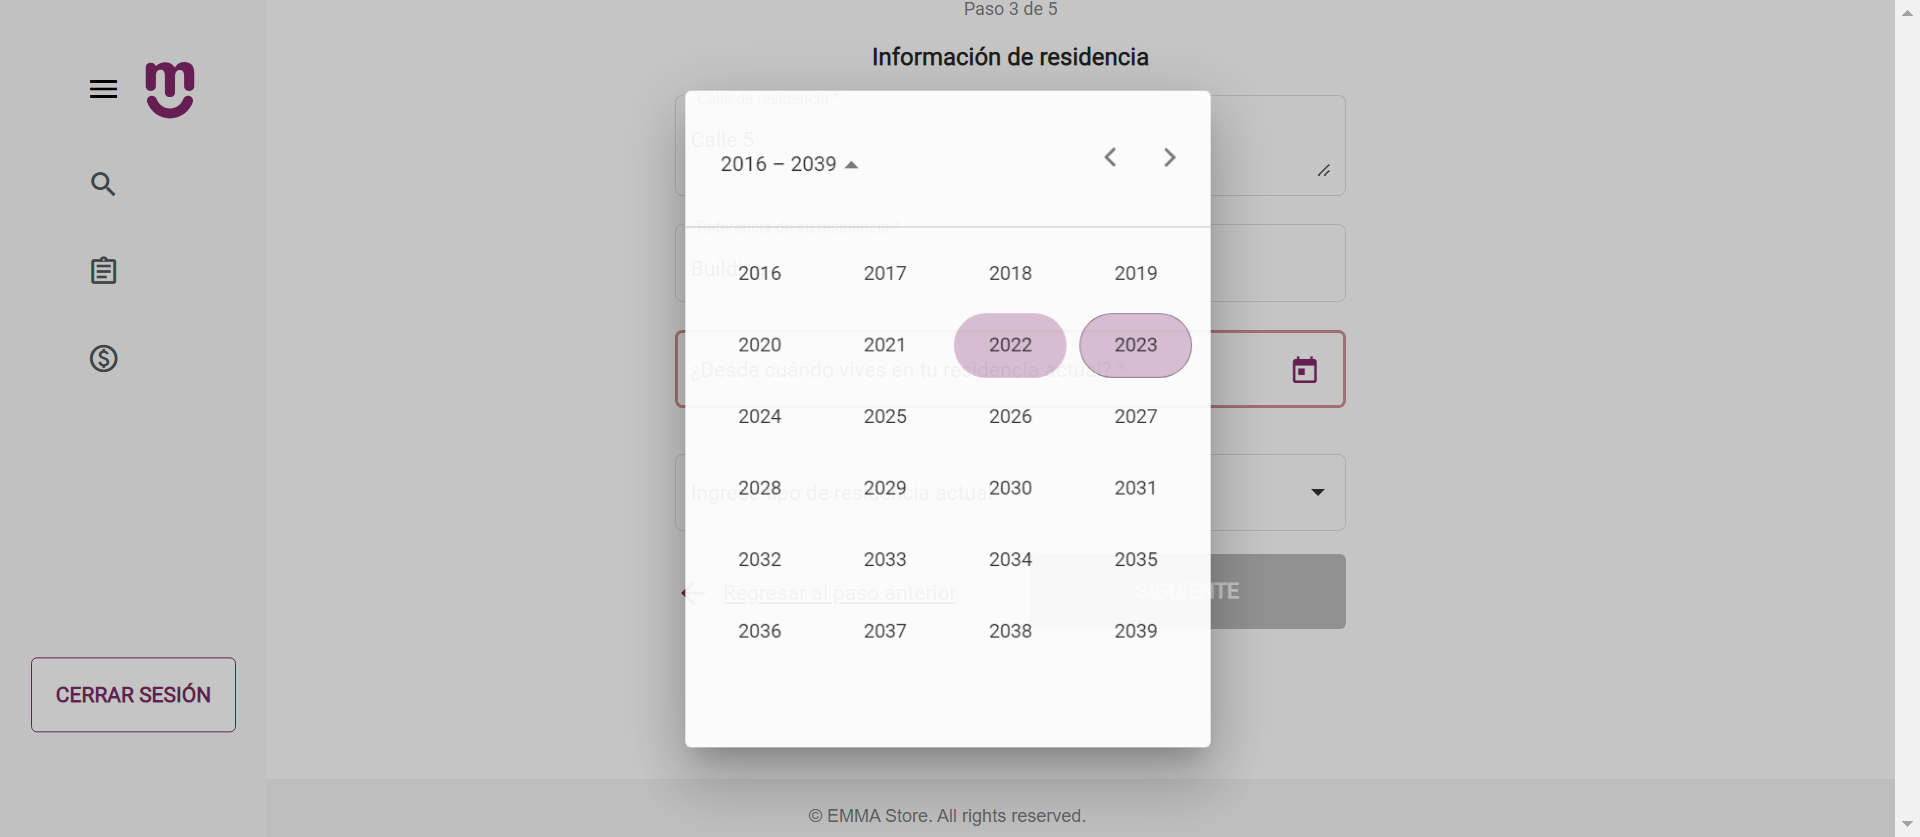 Paso 3 de 5
Información de residencia
Calle de residencia *
Calle 5
2016 – 2039
Referencia de su residencia *
Buildi
2016 2017 2018 2019
2020 2021 2022 2023
¿Desde cuándo vives en tu residencia actual? *
2024 2025 2026 2027
2028 2029 2030 2031
Ingrese tipo de residencia actual
2032 2033 2034 2035
Regresar al paso anterior
SIGUIENTE
2036 2037 2038 2039
CERRAR SESIÓN
© EMMA Store. All rights reserved.